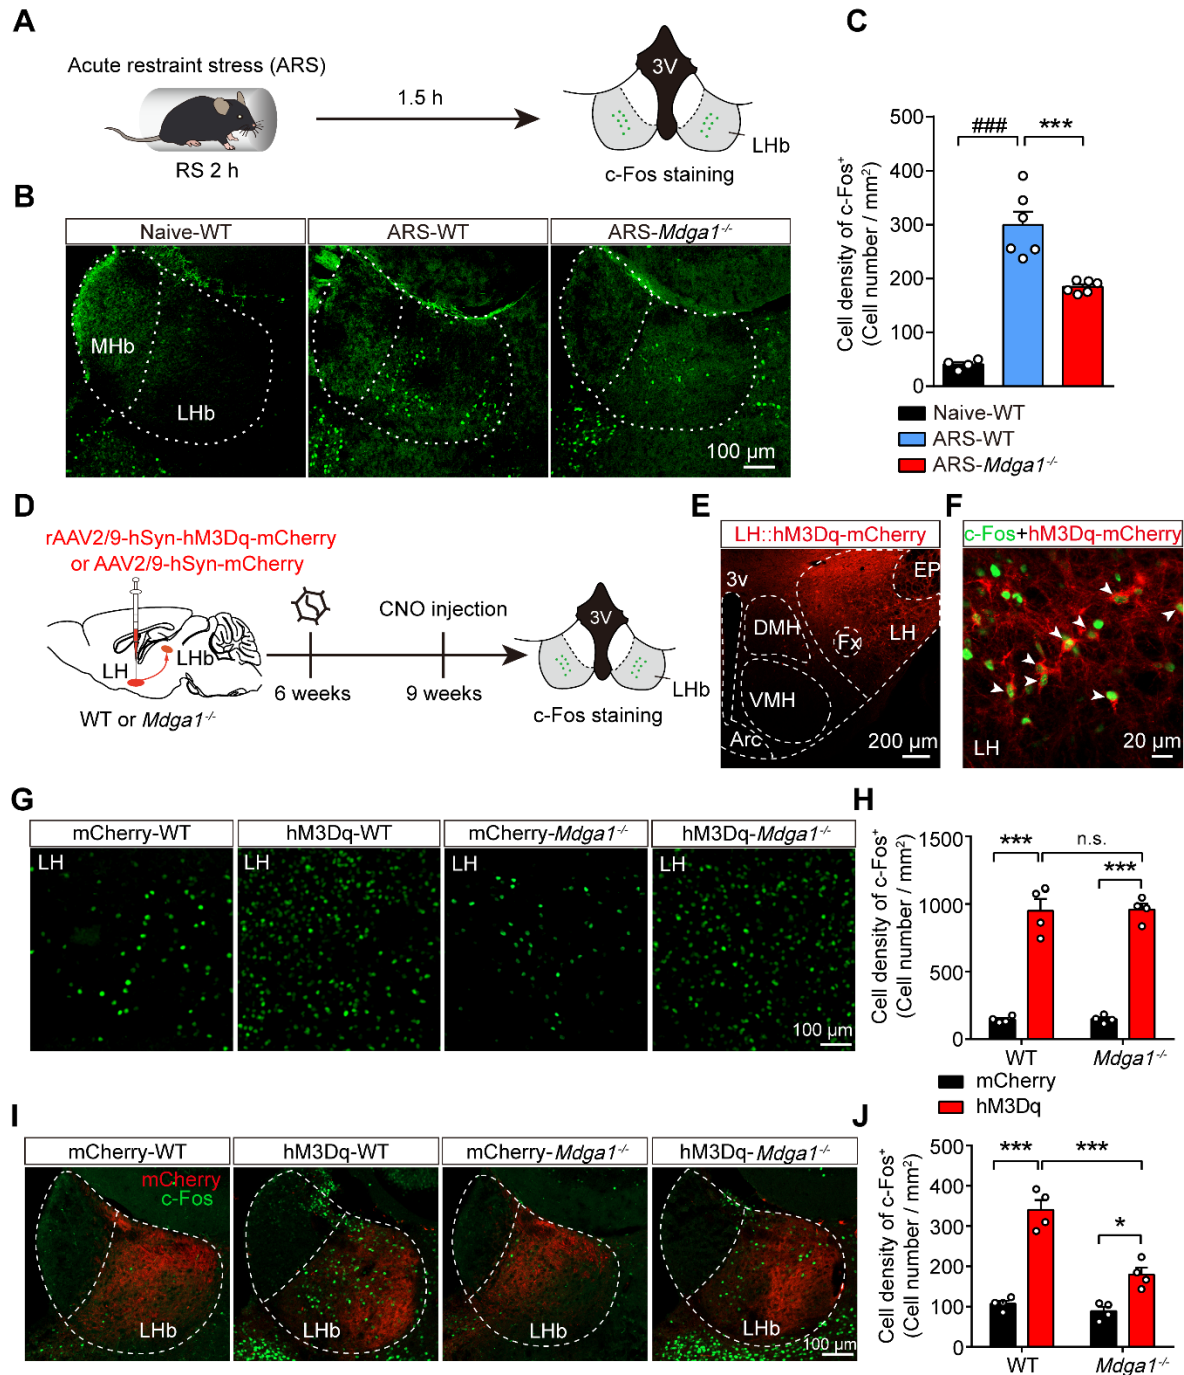 A
Acute restraint stress (ARS)
RS 2 h
1.5 h
3V
LHb
c-Fos staining
B
Naive-WT
ARS-WT
ARS-Mdga1-/-
MHb
LHb
100 µm
C
Cell density of c-Fos+
(Cell number / mm2)
500
400
300
200
100
0
###
***
Naive-WT
ARS-WT
ARS-Mdga1-/-
D
rAAV2/9-hSyn-hM3Dq-mCherry
or AAV2/9-hSyn-mCherry
LH
LHb
WT or Mdga1-/-
CNO injection
6 weeks
9 weeks
3V
LHb
c-Fos staining
E
LH::hM3Dq-mCherry
3v
EP
DMH
Fx
LH
VMH
Arc
200 µm
F
c-Fos+hM3Dq-mCherry
LH
20 µm
G
mCherry-WT
hM3Dq-WT
mCherry-Mdga1-/-
hM3Dq-Mdga1-/-
LH
LH
LH
LH
100 µm
H
Cell density of c-Fos+
(Cell number / mm2)
1500
1000
500
0
***
n.s.
***
WT
Mdga1-/-
mCherry
hM3Dq
I
mCherry-WT
hM3Dq-WT
mCherry-Mdga1-/-
hM3Dq-Mdga1-/-
mCherry
c-Fos
LHb
LHb
LHb
LHb
100 µm
J
Cell density of c-Fos+
(Cell number / mm2)
500
400
300
200
100
0
***
***
*
WT
Mdga1-/-